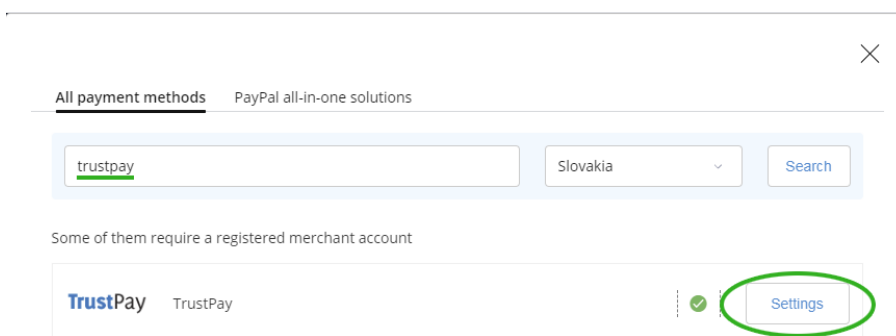 All payment methods PayPal all-in-one solutions
trustpay Slovakia Search
Some of them require a registered merchant account
TrustPay TrustPay Settings